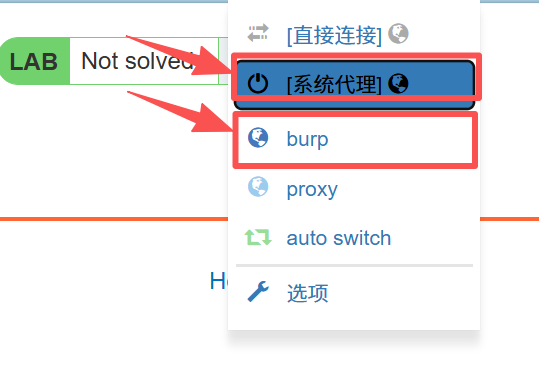 [直接连接]
LAB Not solved
[系统代理]
burp
proxy
auto switch
选项